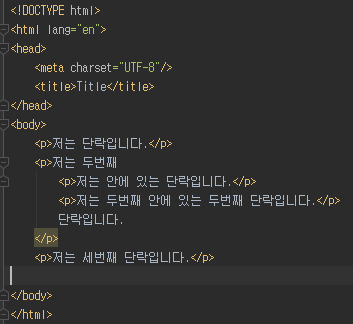 <!DOCTYPE html>
<html lang="en">
<head>
    <meta charset="UTF-8"/>
    <title>Title</title>
</head>
<body>
    <p>저는 단락입니다.</p>
    <p>저는 두번째
        <p>저는 안에 있는 단락입니다.</p>
        <p>저는 두번째 안에 있는 두번째 단락입니다.</p>
        단락입니다.
    </p>
    <p>저는 세번째 단락입니다.</p>

</body>
</html>